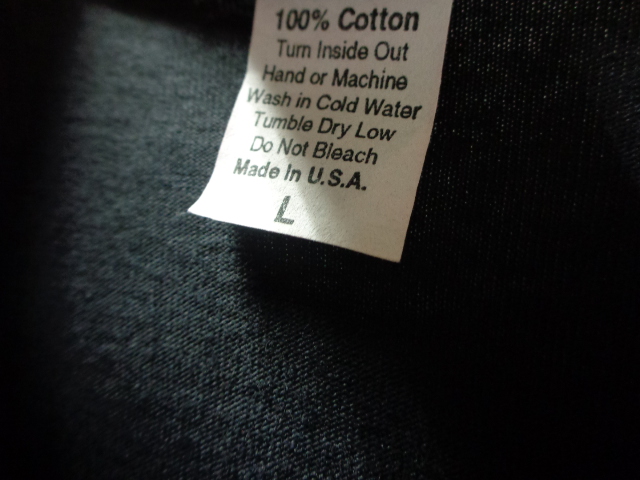 100% Cotton
Turn Inside Out
Hand or Machine
Wash in Cold Water
Tumble Dry Low
Do Not Bleach
Made In U.S.A.
L